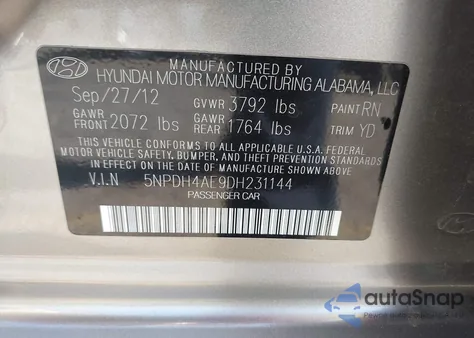 MANUFACTURED BY
HYUNDAI MOTOR MANUFACTURING ALABAMA, LLC
Sep/27/12 GVWR 3792 lbs PAINT RN
GAWR FRONT 2072 lbs GAWR REAR 1764 lbs TRIM YD
THIS VEHICLE CONFORMS TO ALL APPLICABLE U.S. FEDERAL
MOTOR VEHICLE SAFETY, BUMPER, AND THEFT PREVENTION STANDARDS
IN EFFECT ON THE DATE OF MANUFACTURE SHOWN ABOVE.
V.I.N 5NPDH4AE9DH231144
PASSENGER CAR
autoSnap